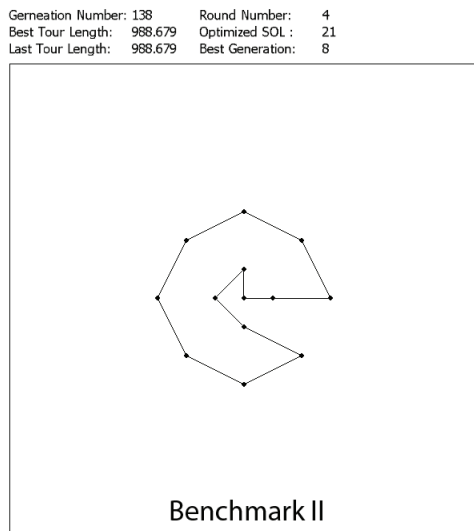 Gerneation Number: 138 Round Number: 4
Best Tour Length: 988.679 Optimized SOL : 21
Last Tour Length: 988.679 Best Generation: 8
Benchmark II